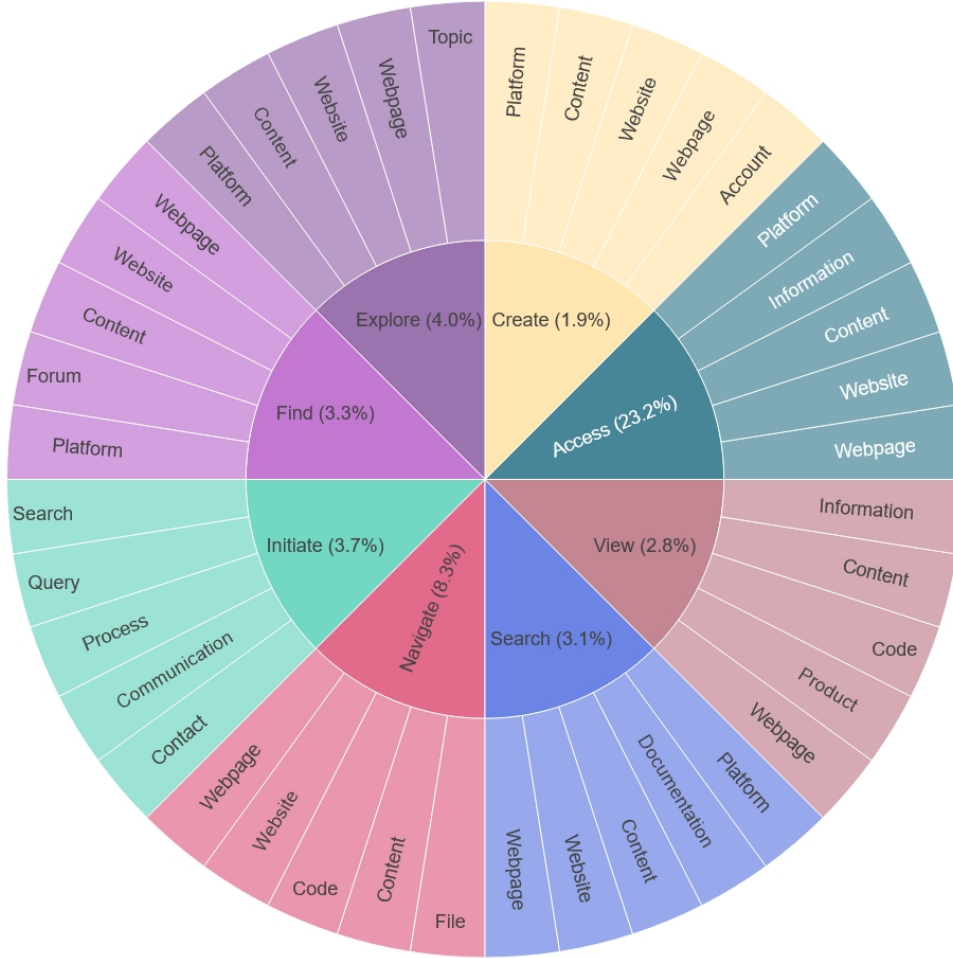 Create (1.9%)
Platform
Content
Website
Webpage
Account
Access (23.2%)
Platform
Information
Content
Website
Webpage
View (2.8%)
Information
Content
Code
Product
Webpage
Search (3.1%)
Platform
Documentation
Content
Website
Webpage
Navigate (8.3%)
File
Content
Code
Website
Webpage
Initiate (3.7%)
Contact
Communication
Process
Query
Search
Find (3.3%)
Platform
Forum
Content
Website
Webpage
Explore (4.0%)
Platform
Content
Website
Webpage
Topic